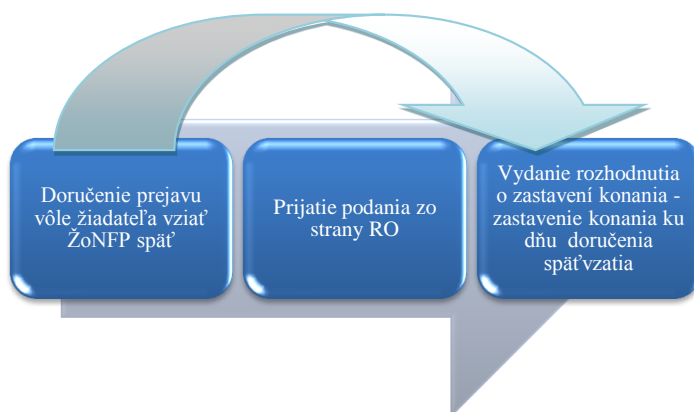 Doručenie prejavu
vôle žiadateľa vziať
ŽoNFP späť
Prijatie podania zo
strany RO
Vydanie rozhodnutia
o zastavení konania -
zastavenie konania ku
dňu doručenia
späťvzatia